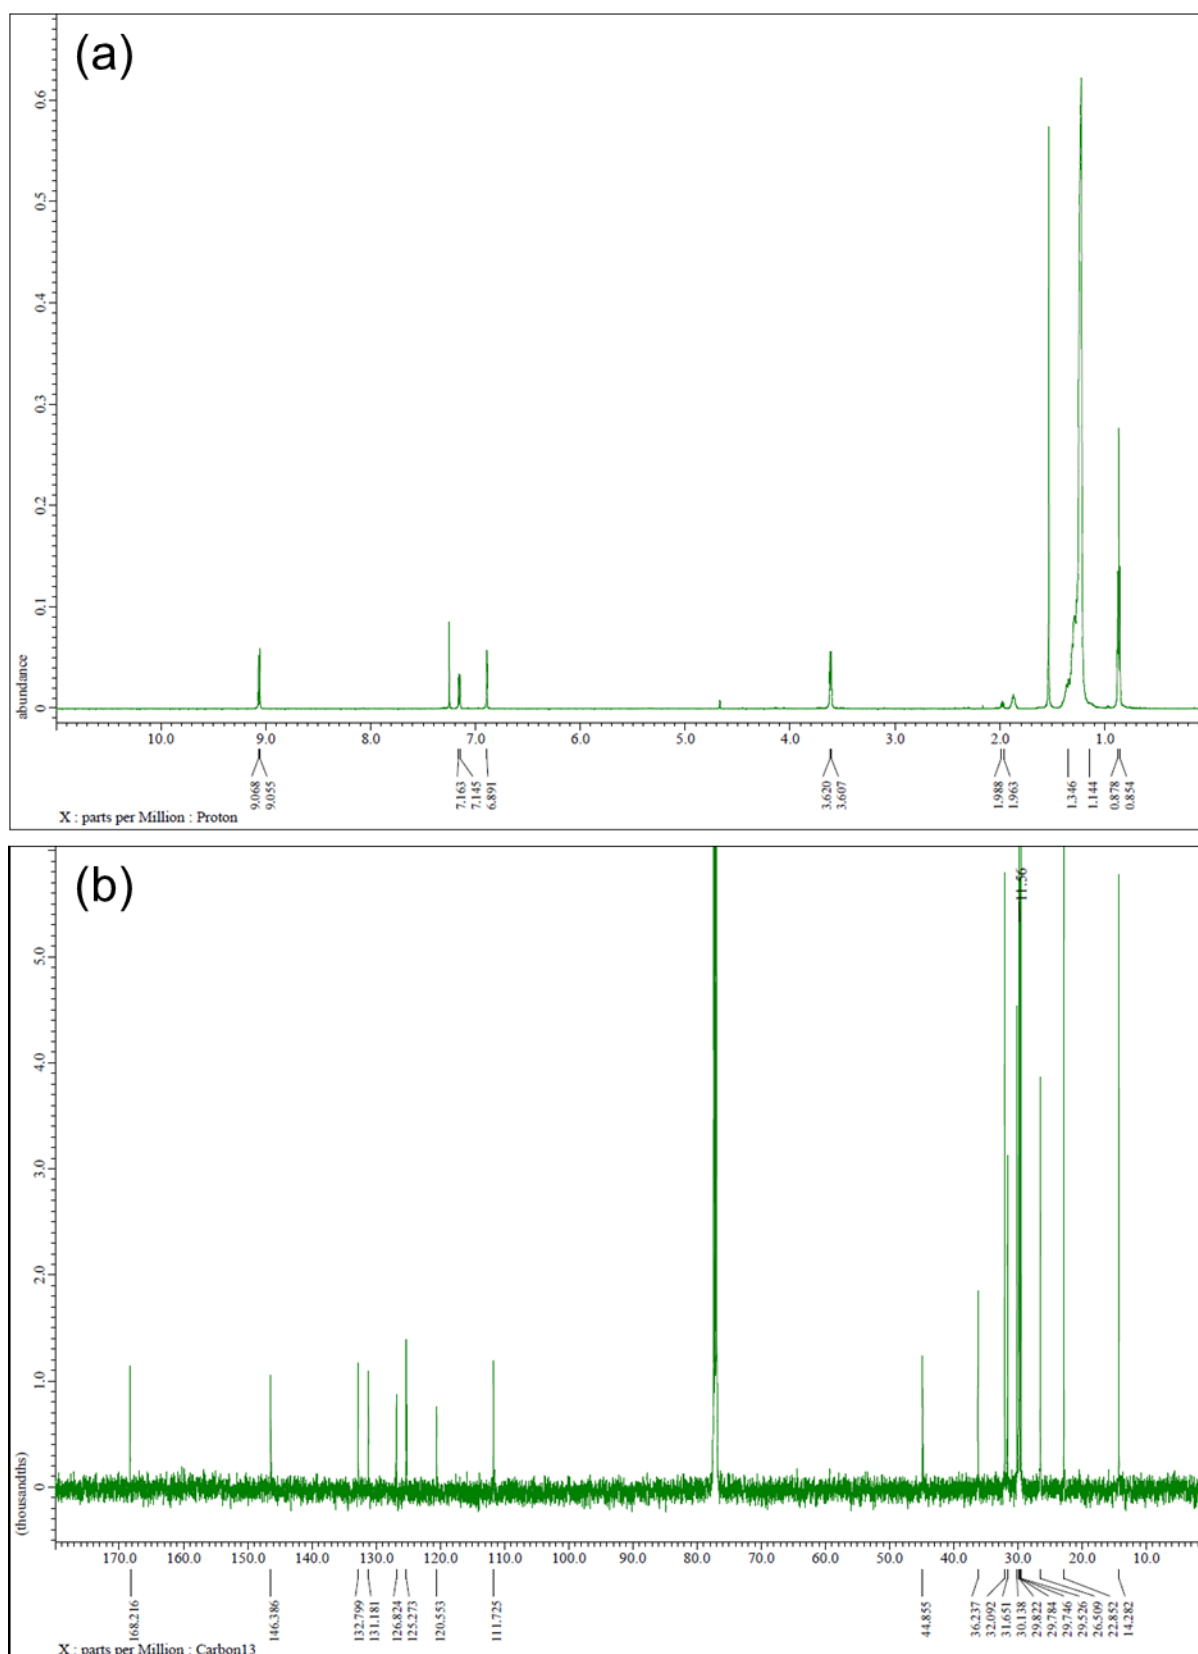 (a)
0.6
0.5
0.4
0.3
0.2
0.1
0
abundance
10.0 9.0 8.0 7.0 6.0 5.0 4.0 3.0 2.0 1.0
9.068 9.055 7.163 7.145 6.891 3.620 3.607 1.988 1.963 1.346 1.144 0.878 0.854
X : parts per Million : Proton
(b)
11.56
5.0
4.0
3.0
2.0
1.0
0
(thousandths)
170.0 160.0 150.0 140.0 130.0 120.0 110.0 100.0 90.0 80.0 70.0 60.0 50.0 40.0 30.0 20.0 10.0
168.216 146.386 132.799 131.181 126.824 125.273 120.553 111.725 44.855 36.237 32.092 31.651 30.138 29.822 29.784 29.746 29.526 26.509 22.852 14.282
X : parts per Million : Carbon13